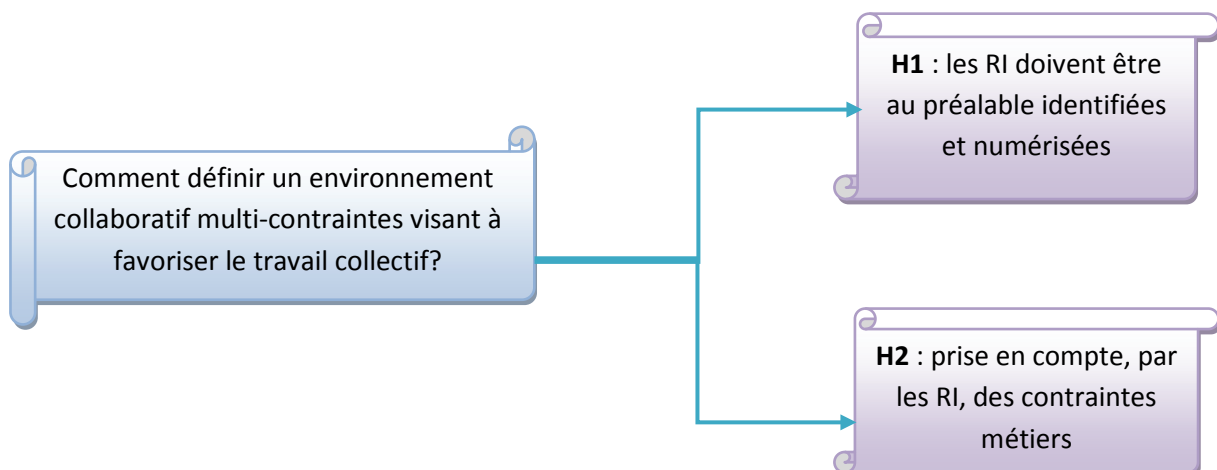 Comment définir un environnement
collaboratif multi-contraintes visant à
favoriser le travail collectif?
H1 : les RI doivent être
au préalable identifiées
et numérisées
H2 : prise en compte, par
les RI, des contraintes
métiers